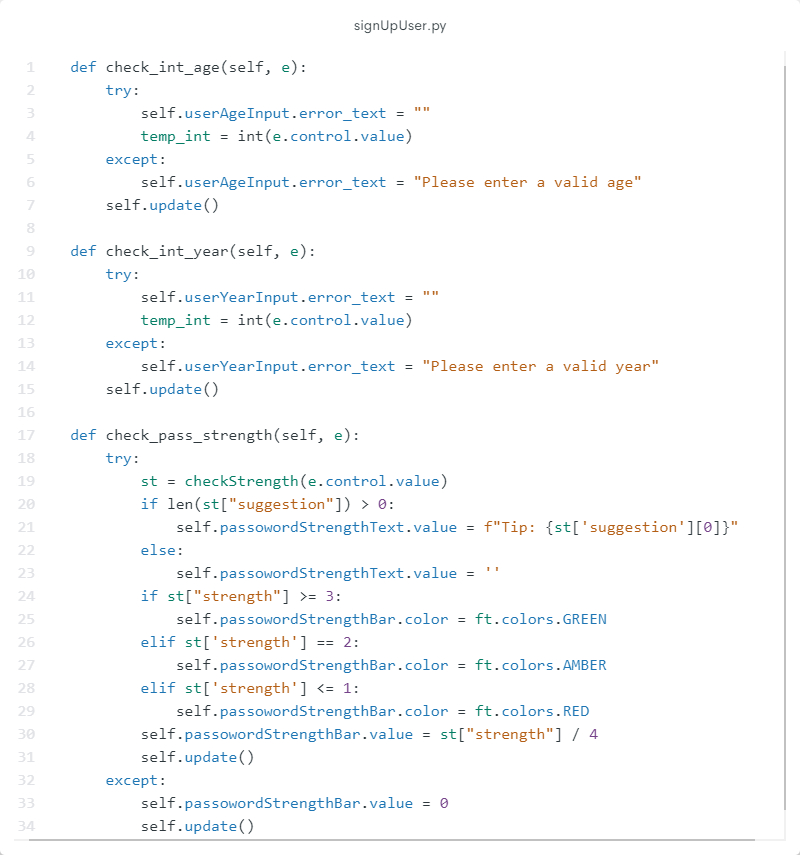 signUpUser.py
1 def check_int_age(self, e):
2 try:
3 self.userAgeInput.error_text = ""
4 temp_int = int(e.control.value)
5 except:
6 self.userAgeInput.error_text = "Please enter a valid age"
7 self.update()
8
9 def check_int_year(self, e):
10 try:
11 self.userYearInput.error_text = ""
12 temp_int = int(e.control.value)
13 except:
14 self.userYearInput.error_text = "Please enter a valid year"
15 self.update()
16
17 def check_pass_strength(self, e):
18 try:
19 st = checkStrength(e.control.value)
20 if len(st["suggestion"]) > 0:
21 self.passowordStrengthText.value = f"Tip: {st['suggestion'][0]}"
22 else:
23 self.passowordStrengthText.value = ''
24 if st["strength"] >= 3:
25 self.passowordStrengthBar.color = ft.colors.GREEN
26 elif st['strength'] == 2:
27 self.passowordStrengthBar.color = ft.colors.AMBER
28 elif st['strength'] <= 1:
29 self.passowordStrengthBar.color = ft.colors.RED
30 self.passowordStrengthBar.value = st["strength"] / 4
31 self.update()
32 except:
33 self.passowordStrengthBar.value = 0
34 self.update()